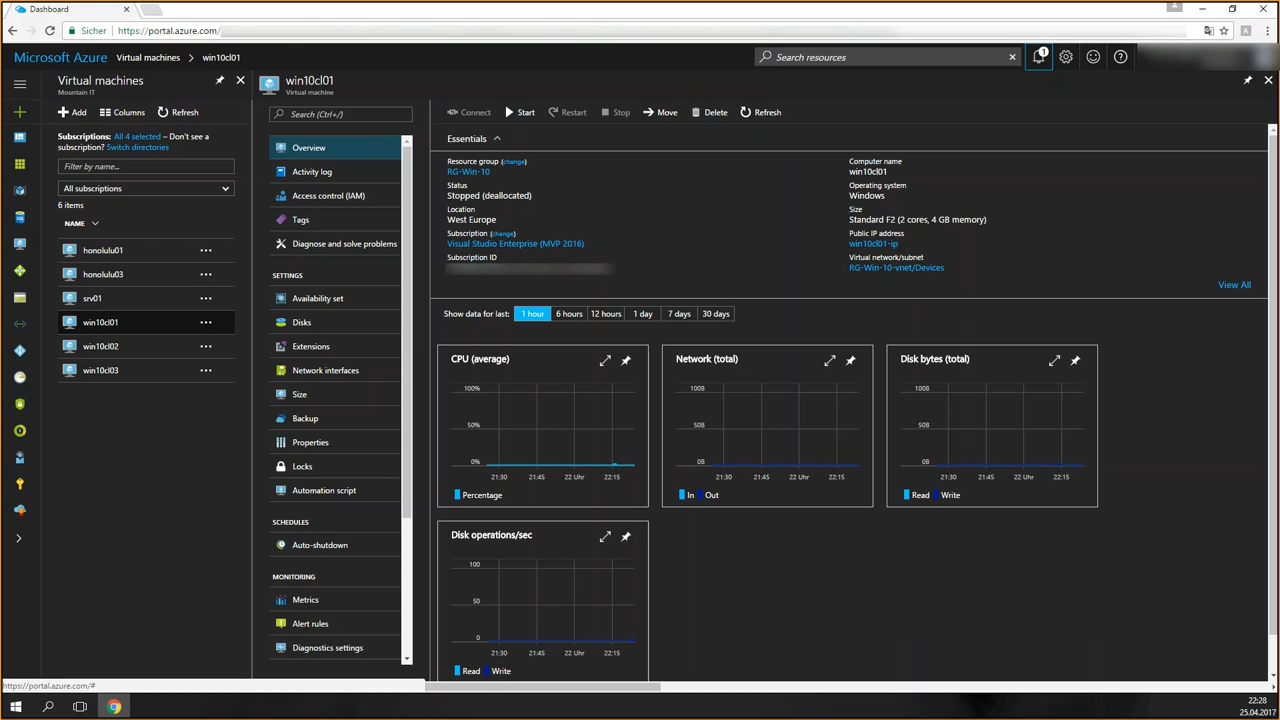 Dashboard
Sicher
https://portal.azure.com/
Microsoft Azure
Virtual machines
win10cl01
Search resources
1
Virtual machines
Mountain IT
Add
Columns
Refresh
Subscriptions: All 4 selected – Don't see a
subscription? Switch directories
Filter by name...
All subscriptions
6 items
NAME
honolulu01
honolulu03
srv01
win10cl01
win10cl02
win10cl03
win10cl01
Virtual machine
Search (Ctrl+/)
Overview
Activity log
Access control (IAM)
Tags
Diagnose and solve problems
SETTINGS
Availability set
Disks
Extensions
Network interfaces
Size
Backup
Properties
Locks
Automation script
SCHEDULES
Auto-shutdown
MONITORING
Metrics
Alert rules
Diagnostics settings
Connect
Start
Restart
Stop
Move
Delete
Refresh
Essentials
Resource group (change)
RG-Win-10
Status
Stopped (deallocated)
Location
West Europe
Subscription (change)
Visual Studio Enterprise (MVP 2016)
Subscription ID
Computer name
win10cl01
Operating system
Windows
Size
Standard F2 (2 cores, 4 GB memory)
Public IP address
win10cl01-ip
Virtual network/subnet
RG-Win-10-vnet/Devices
View All
Show data for last:
1 hour
6 hours
12 hours
1 day
7 days
30 days
CPU (average)
100%
50%
0%
21:30 21:45 22 Uhr 22:15
Percentage
Network (total)
100B
50B
0B
21:30 21:45 22 Uhr 22:15
In Out
Disk bytes (total)
100B
50B
0B
21:30 21:45 22 Uhr 22:15
Read Write
Disk operations/sec
100
50
0
21:30 21:45 22 Uhr 22:15
Read Write
https://portal.azure.com/#
22:28
25.04.2017